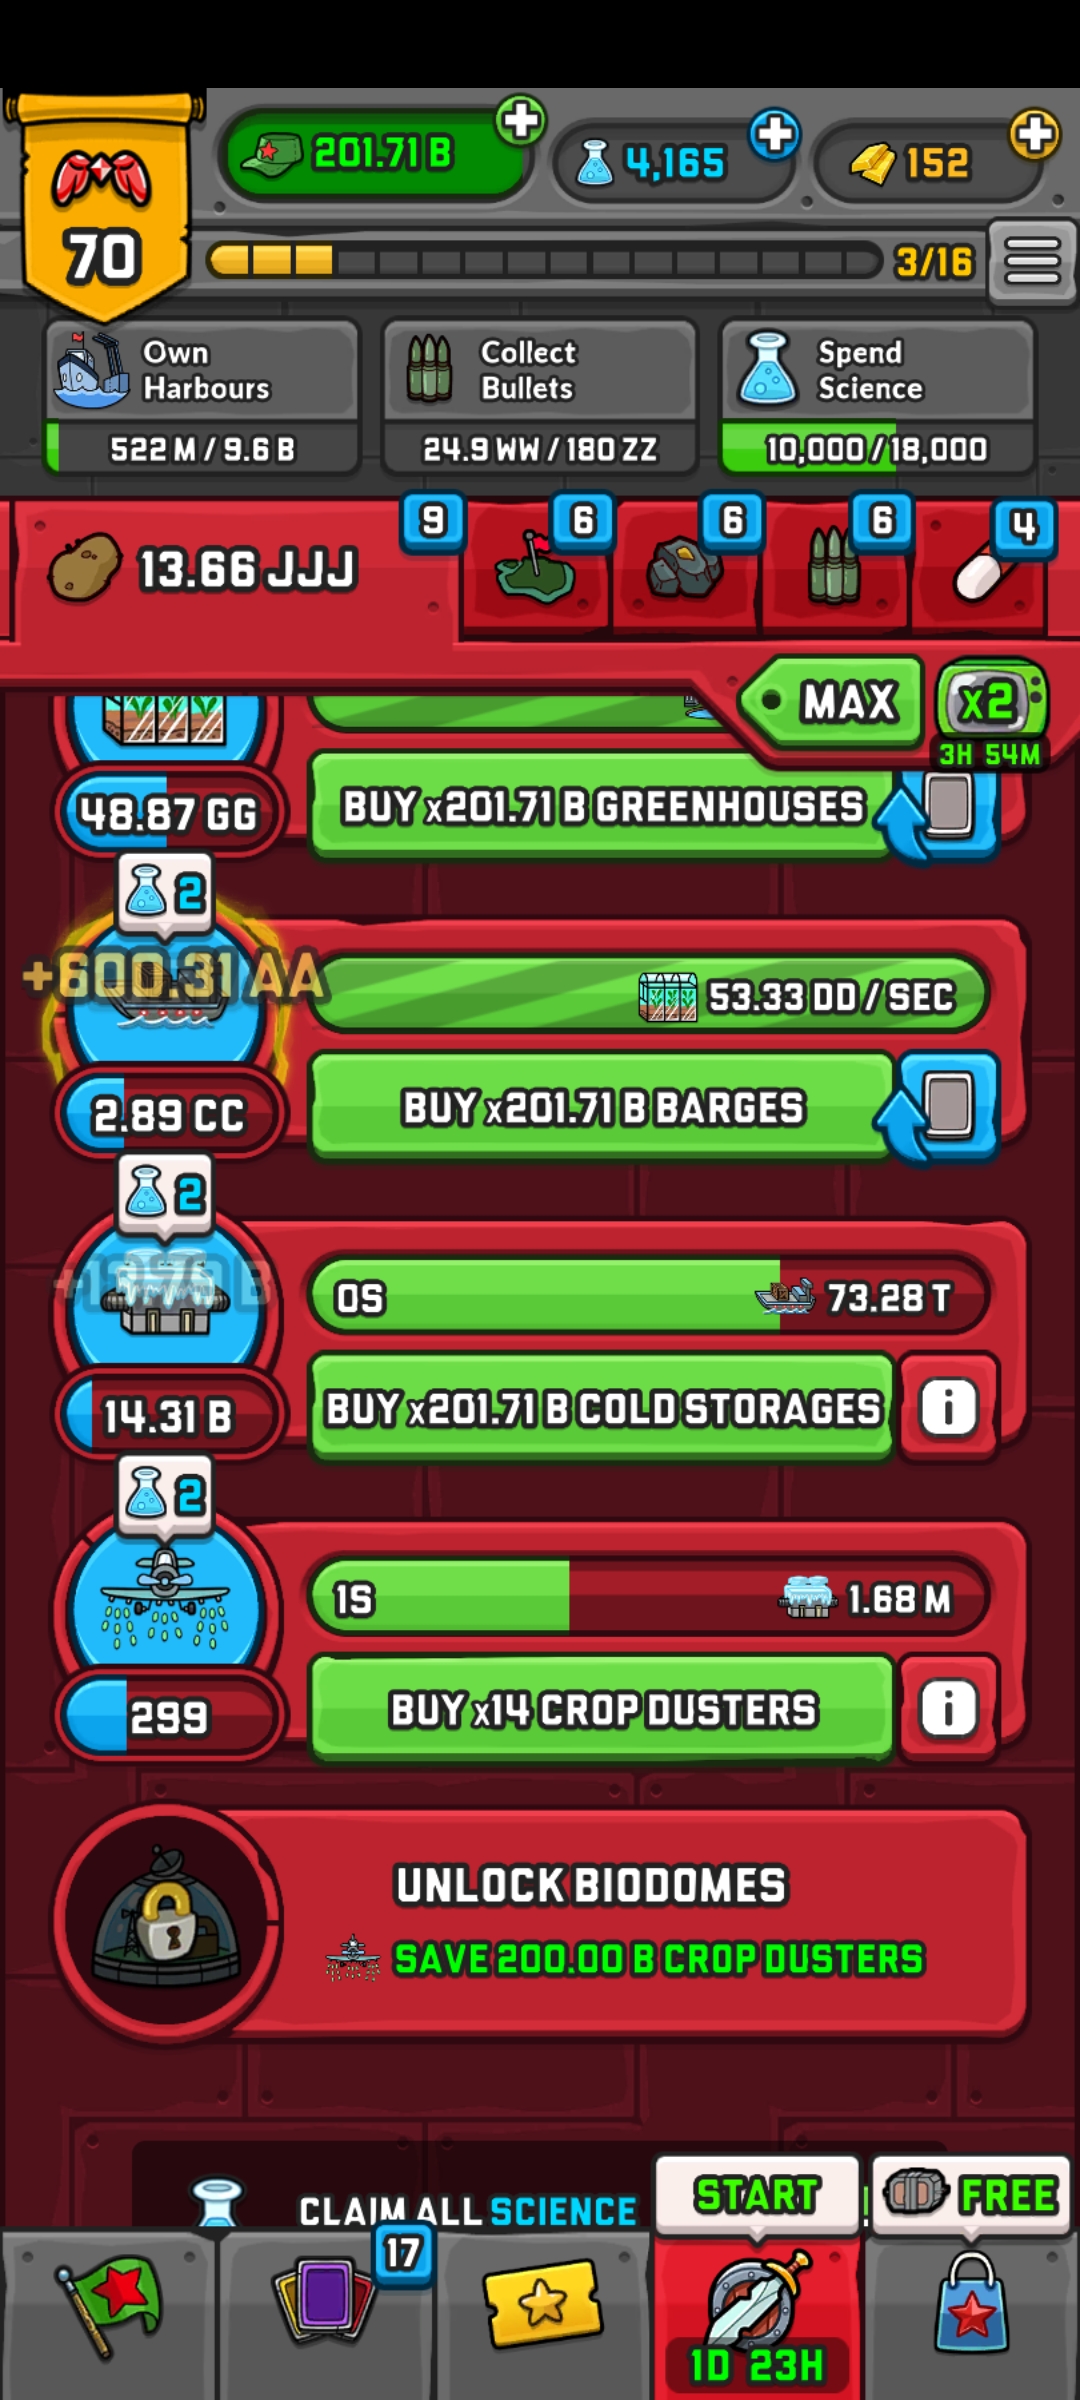 201.71 B
4,165
152
70
3/16
Own
Harbours
522 M / 9.6 B
Collect
Bullets
24.9 WW / 180 ZZ
Spend
Science
10,000 / 18,000
13.66 JJJ
9
6
6
6
4
MAX
x2
3H 54M
48.87 GG
BUY x201.71 B GREENHOUSES
2
+600.31 AA
53.33 DD / SEC
2.89 CC
BUY x201.71 B BARGES
2
0S
73.28 T
14.31 B
BUY x201.71 B COLD STORAGES
i
2
1S
1.68 M
299
BUY x14 CROP DUSTERS
i
UNLOCK BIODOMES
SAVE 200.00 B CROP DUSTERS
CLAIM ALL SCIENCE
START
FREE
17
1D 23H